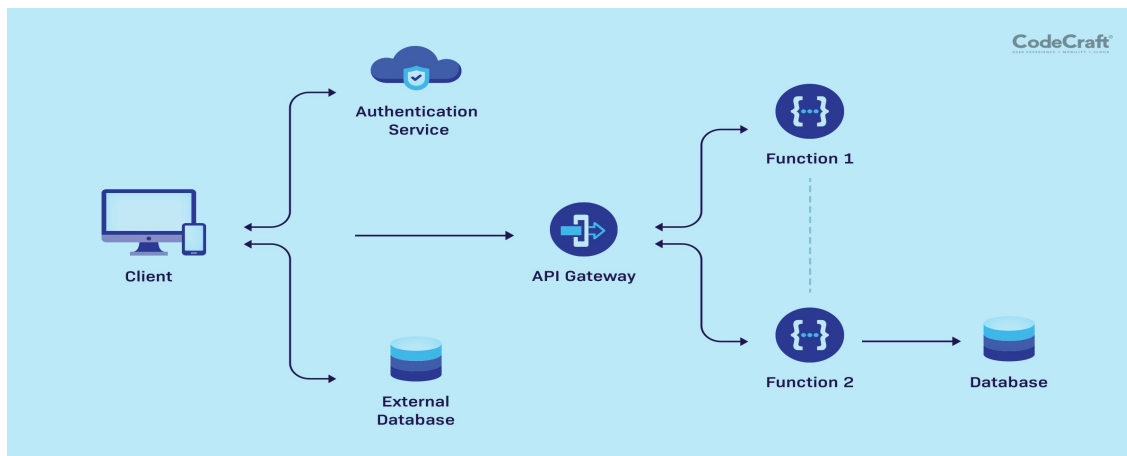 CodeCraft®
Authentication
Service
Function 1
Client
API Gateway
External
Database
Function 2
Database